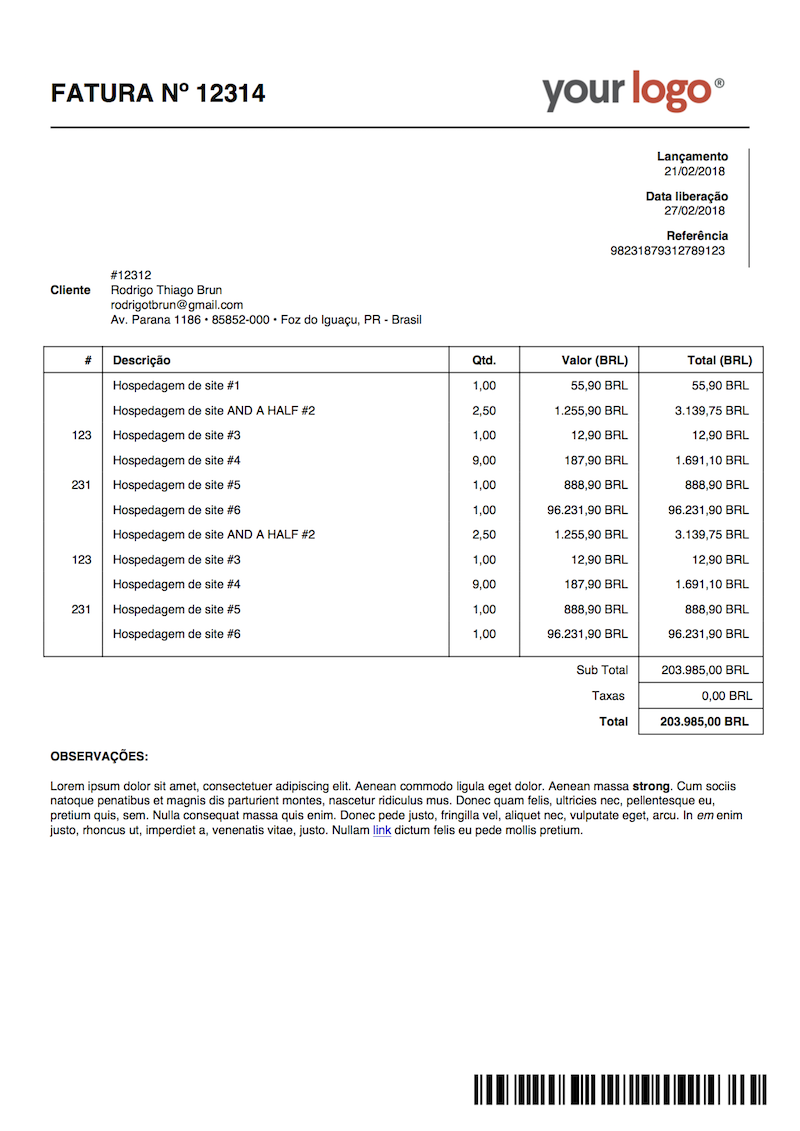 FATURA Nº 12314
your logo®
Lançamento
21/02/2018
Data liberação
27/02/2018
Referência
98231879312789123
#12312
Cliente Rodrigo Thiago Brun
rodrigotbrun@gmail.com
Av. Parana 1186 • 85852-000 • Foz do Iguaçu, PR - Brasil
# Descrição Qtd. Valor (BRL) Total (BRL)
Hospedagem de site #1 1,00 55,90 BRL 55,90 BRL
Hospedagem de site AND A HALF #2 2,50 1.255,90 BRL 3.139,75 BRL
123 Hospedagem de site #3 1,00 12,90 BRL 12,90 BRL
Hospedagem de site #4 9,00 187,90 BRL 1.691,10 BRL
231 Hospedagem de site #5 1,00 888,90 BRL 888,90 BRL
Hospedagem de site #6 1,00 96.231,90 BRL 96.231,90 BRL
Hospedagem de site AND A HALF #2 2,50 1.255,90 BRL 3.139,75 BRL
123 Hospedagem de site #3 1,00 12,90 BRL 12,90 BRL
Hospedagem de site #4 9,00 187,90 BRL 1.691,10 BRL
231 Hospedagem de site #5 1,00 888,90 BRL 888,90 BRL
Hospedagem de site #6 1,00 96.231,90 BRL 96.231,90 BRL
Sub Total 203.985,00 BRL
Taxas 0,00 BRL
Total 203.985,00 BRL
OBSERVAÇÕES:
Lorem ipsum dolor sit amet, consectetuer adipiscing elit. Aenean commodo ligula eget dolor. Aenean massa strong. Cum sociis
natoque penatibus et magnis dis parturient montes, nascetur ridiculus mus. Donec quam felis, ultricies nec, pellentesque eu,
pretium quis, sem. Nulla consequat massa quis enim. Donec pede justo, fringilla vel, aliquet nec, vulputate eget, arcu. In em enim
justo, rhoncus ut, imperdiet a, venenatis vitae, justo. Nullam link dictum felis eu pede mollis pretium.